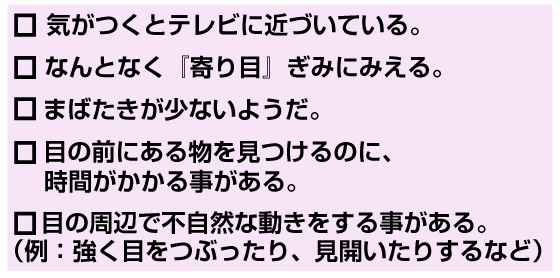 □ 気がつくとテレビに近づいている。
□ なんとなく『寄り目』ぎみにみえる。
□ まばたきが少ないようだ。
□ 目の前にある物を見つけるのに、
時間がかかる事がある。
□目の周辺で不自然な動きをする事がある。
（例：強く目をつぶったり、見開いたりするなど）